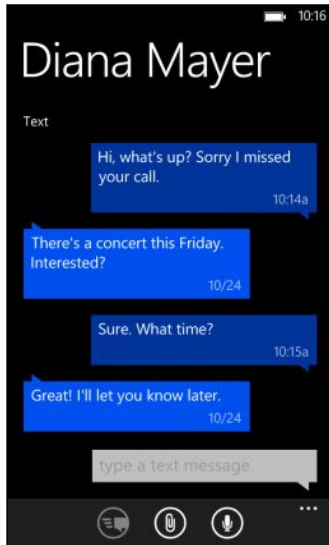 10:16
Diana Mayer
Text
Hi, what's up? Sorry I missed
your call.
10:14a
There's a concert this Friday.
Interested?
10/24
Sure. What time?
10:15a
Great! I'll let you know later.
10/24
type a text message